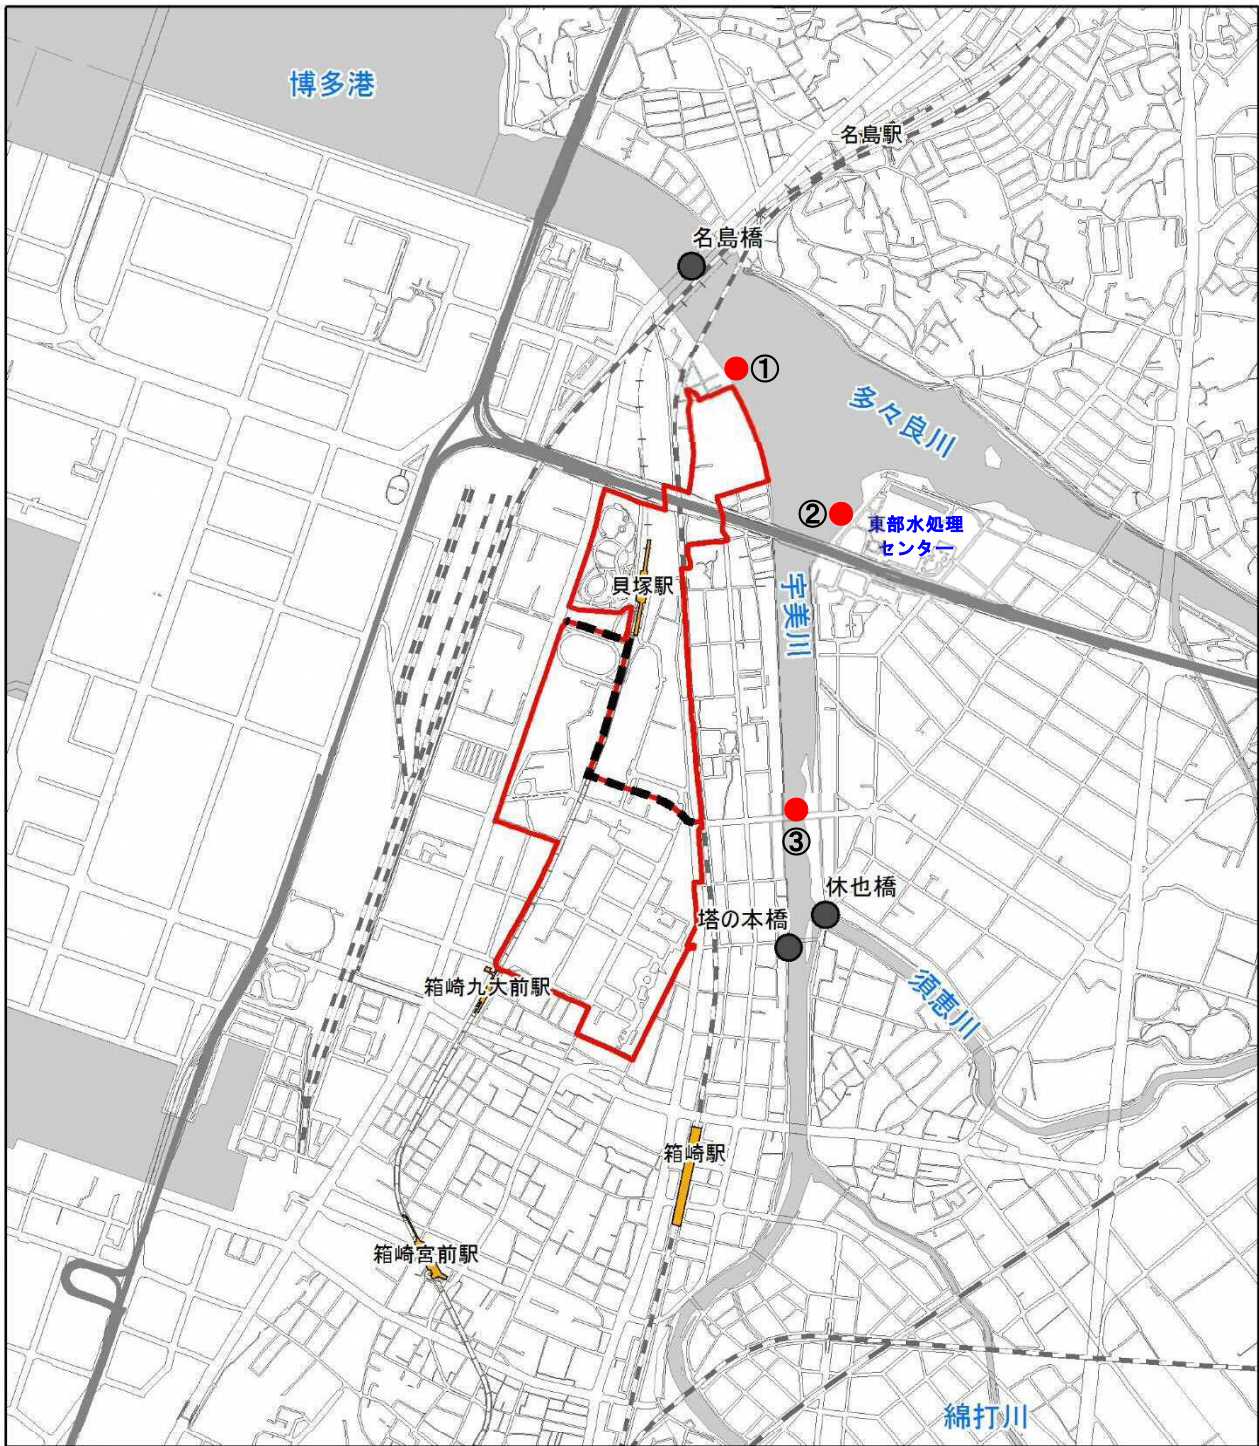 博多港
名島駅
名島橋
①
多々良川
②
東部水処理
センター
貝塚駅
宇美川
③
休也橋
塔の本橋
箱崎九大前駅
須恵川
箱崎駅
箱崎宮前駅
綿打川